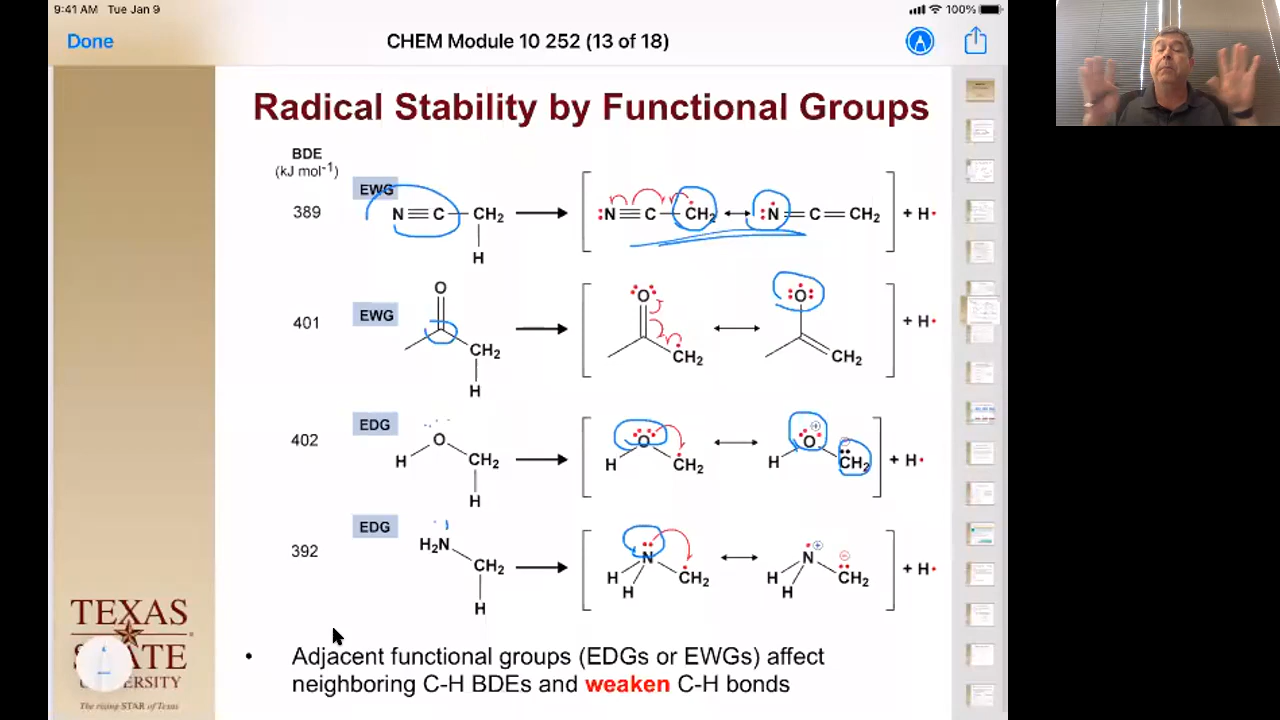 9:41 AM Tue Jan 9
100%
Done
CHEM Module 10 252 (13 of 18)
Radical Stability by Functional Groups
BDE
(kJ mol⁻¹)
EWG
389
N≡C-CH₂
H
:N≡C-CH₂ ↔ :N=C=CH₂
+ H•
EWG
401
O
CH₂
H
O
CH₂
O
CH₂
+ H•
EDG
402
O
H
CH₂
H
O
H
CH₂
O
H
CH₂
+ H•
EDG
392
H₂N
CH₂
H
N
H
H
CH₂
N
H
H
CH₂
+ H•
• Adjacent functional groups (EDGs or EWGs) affect
neighboring C-H BDEs and weaken C-H bonds
TEXAS
STATE
UNIVERSITY
The rising STAR of Texas